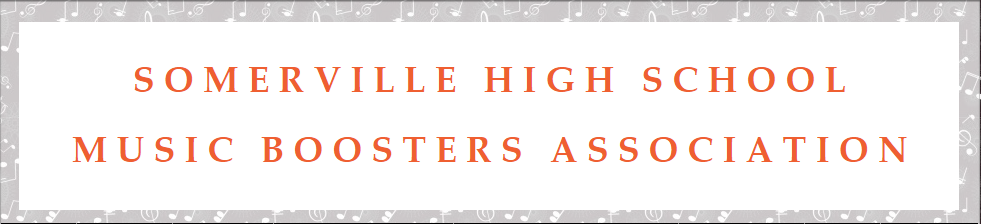 SOMERVILLE HIGH SCHOOL
MUSIC BOOSTERS ASSOCIATION